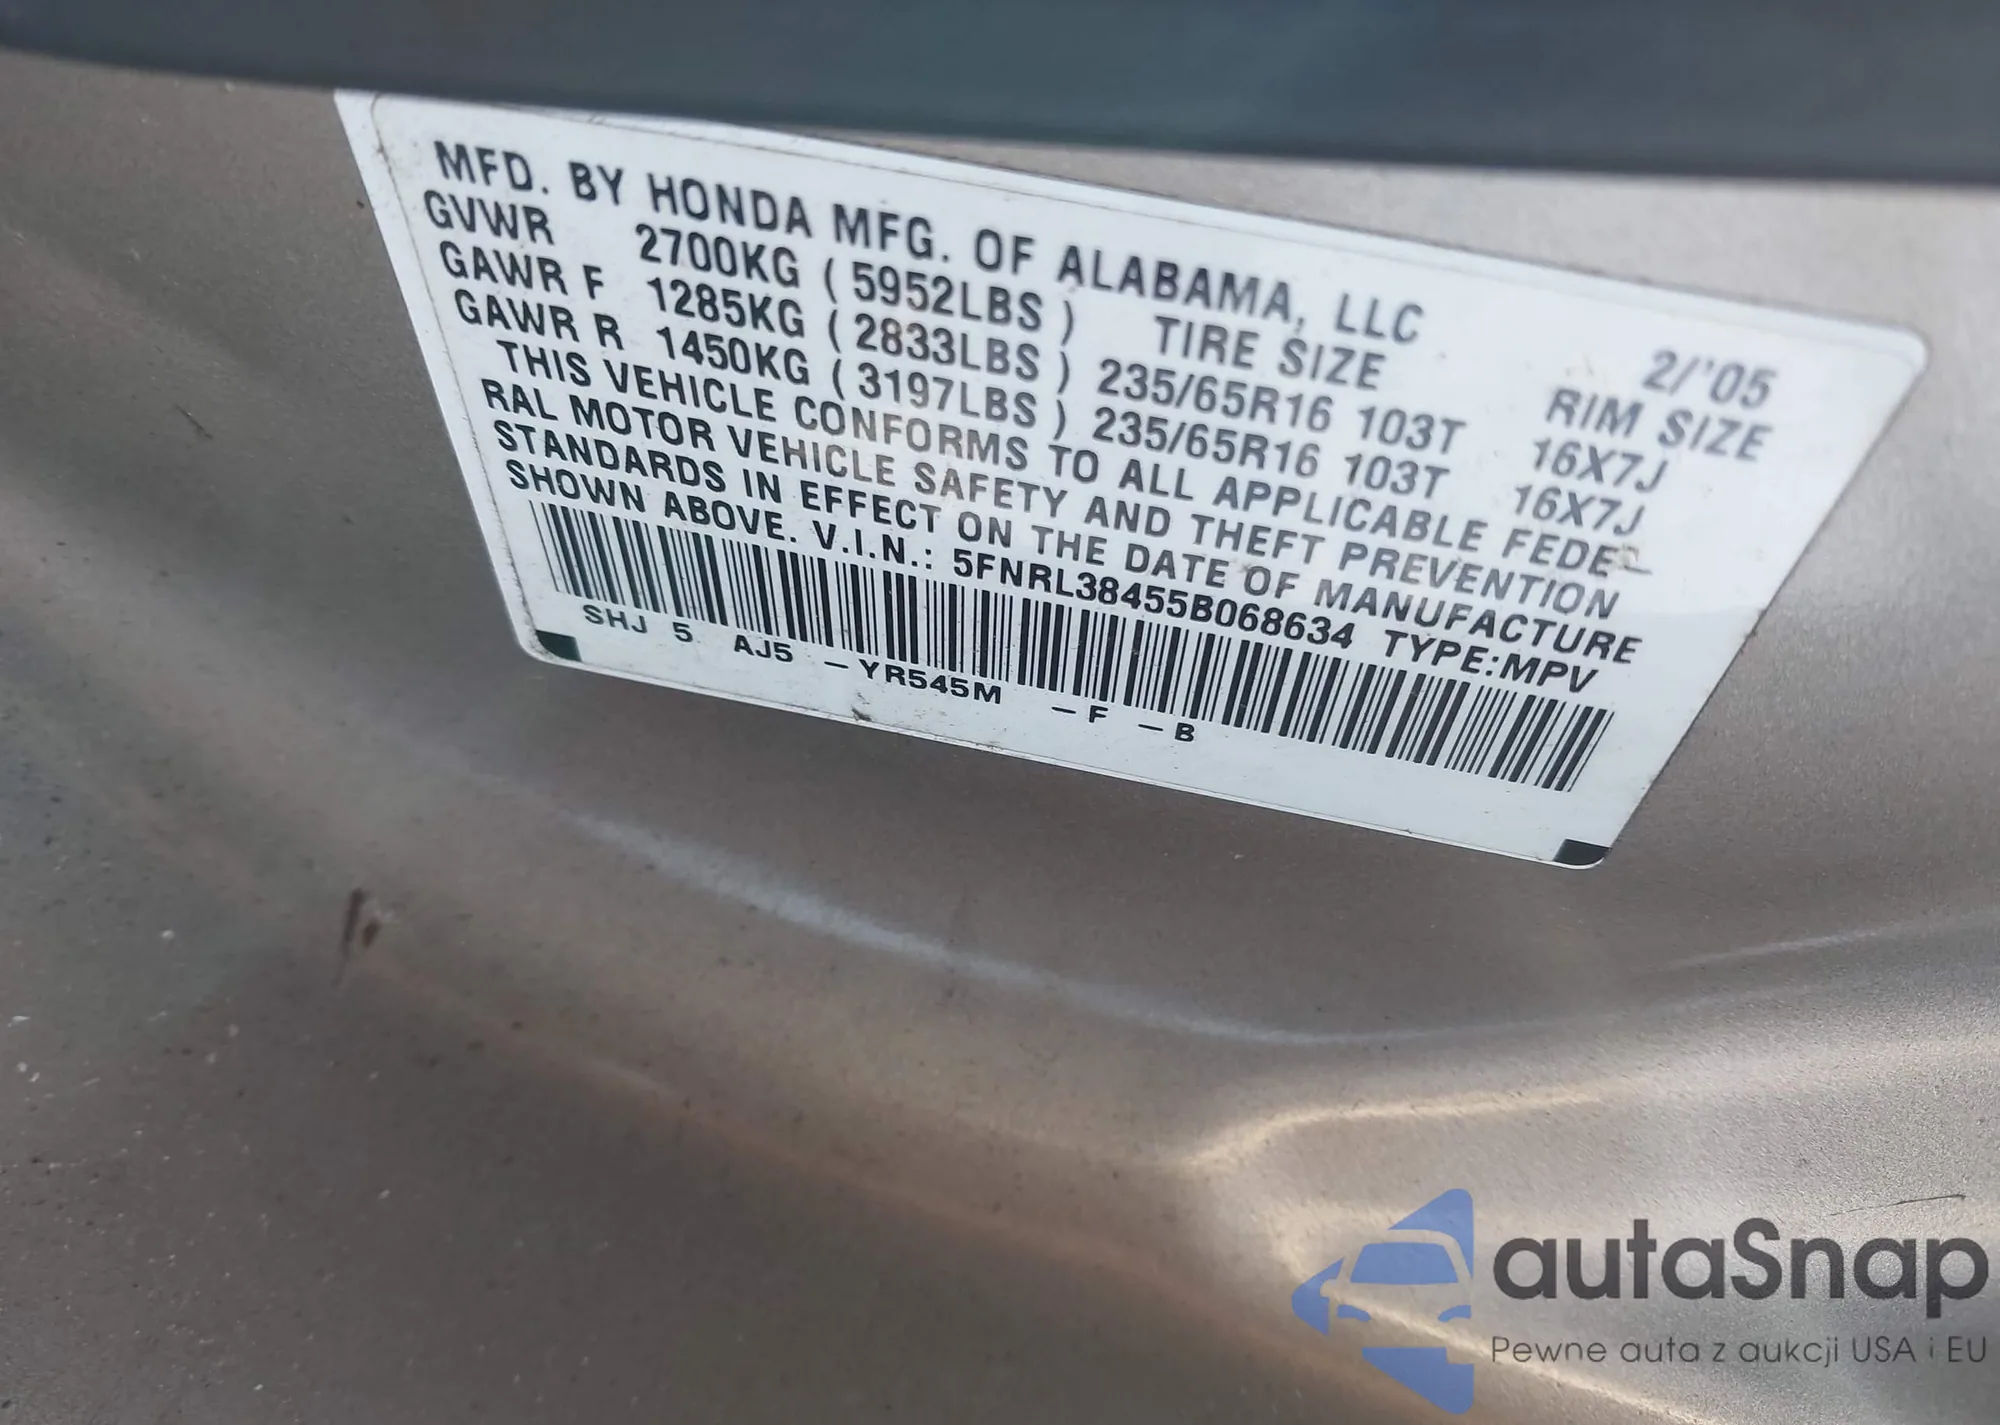 MFD. BY HONDA MFG. OF ALABAMA, LLC 2/'05
GVWR 2700KG ( 5952LBS ) TIRE SIZE RIM SIZE
GAWR F 1285KG ( 2833LBS ) 235/65R16 103T 16X7J
GAWR R 1450KG ( 3197LBS ) 235/65R16 103T 16X7J
THIS VEHICLE CONFORMS TO ALL APPLICABLE FEDE-
RAL MOTOR VEHICLE SAFETY AND THEFT PREVENTION
STANDARDS IN EFFECT ON THE DATE OF MANUFACTURE
SHOWN ABOVE. V.I.N.: 5FNRL38455B068634 TYPE:MPV
SHJ 5 AJ5 - YR545M - F - B
autaSnap
Pewne auta z aukcji USA i EU